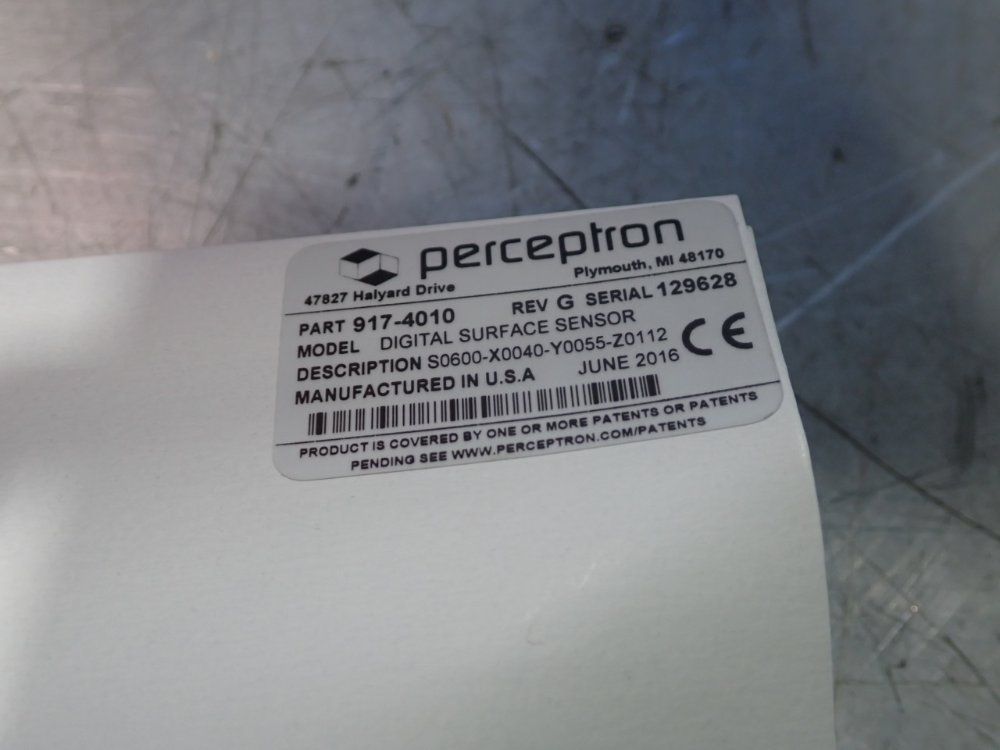 perceptron
47827 Halyard Drive Plymouth, MI 48170
PART 917-4010 REV G SERIAL 129628
MODEL DIGITAL SURFACE SENSOR
DESCRIPTION S0600-X0040-Y0055-Z0112
MANUFACTURED IN U.S.A JUNE 2016
CE
PRODUCT IS COVERED BY ONE OR MORE PATENTS OR PATENTS
PENDING SEE WWW.PERCEPTRON.COM/PATENTS